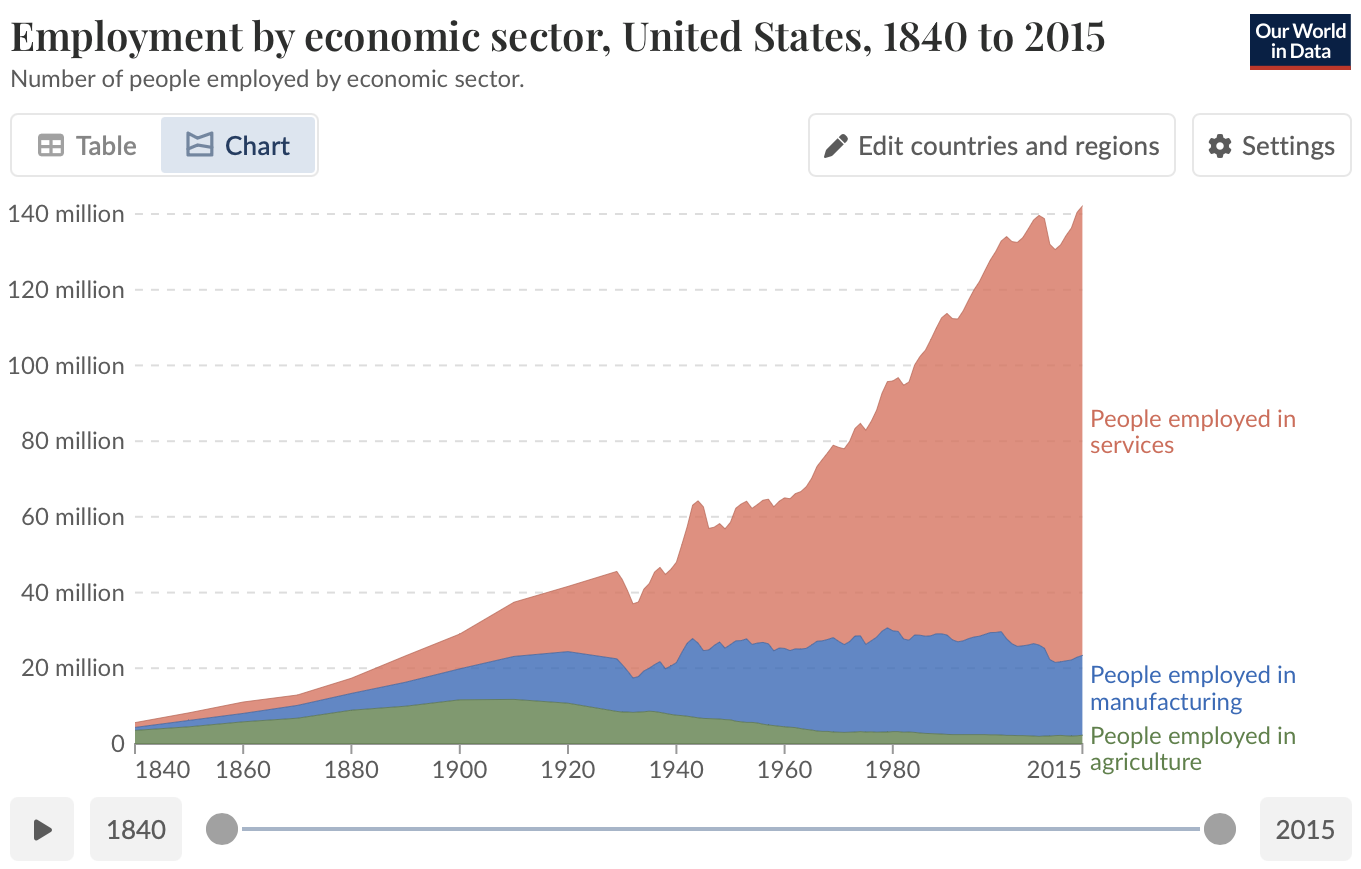 Employment by economic sector, United States, 1840 to 2015
Our World
in Data
Number of people employed by economic sector.
Table
Chart
Edit countries and regions
Settings
140 million
120 million
100 million
80 million
60 million
40 million
20 million
0
People employed in
services
People employed in
manufacturing
People employed in
agriculture
1840
1860
1880
1900
1920
1940
1960
1980
2015
1840
2015